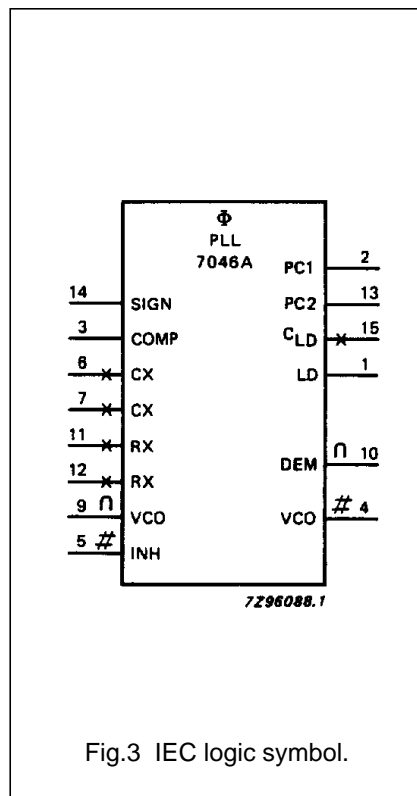 Φ
PLL
7046A
PC1 2
14 SIGN
PC2 13
3 COMP
CLD 15
6 CX
LD 1
7 CX
11 RX
12 RX
DEM ∩ 10
9 ∩ VCO
VCO # 4
5 # INH
7Z96088.1
Fig.3 IEC logic symbol.